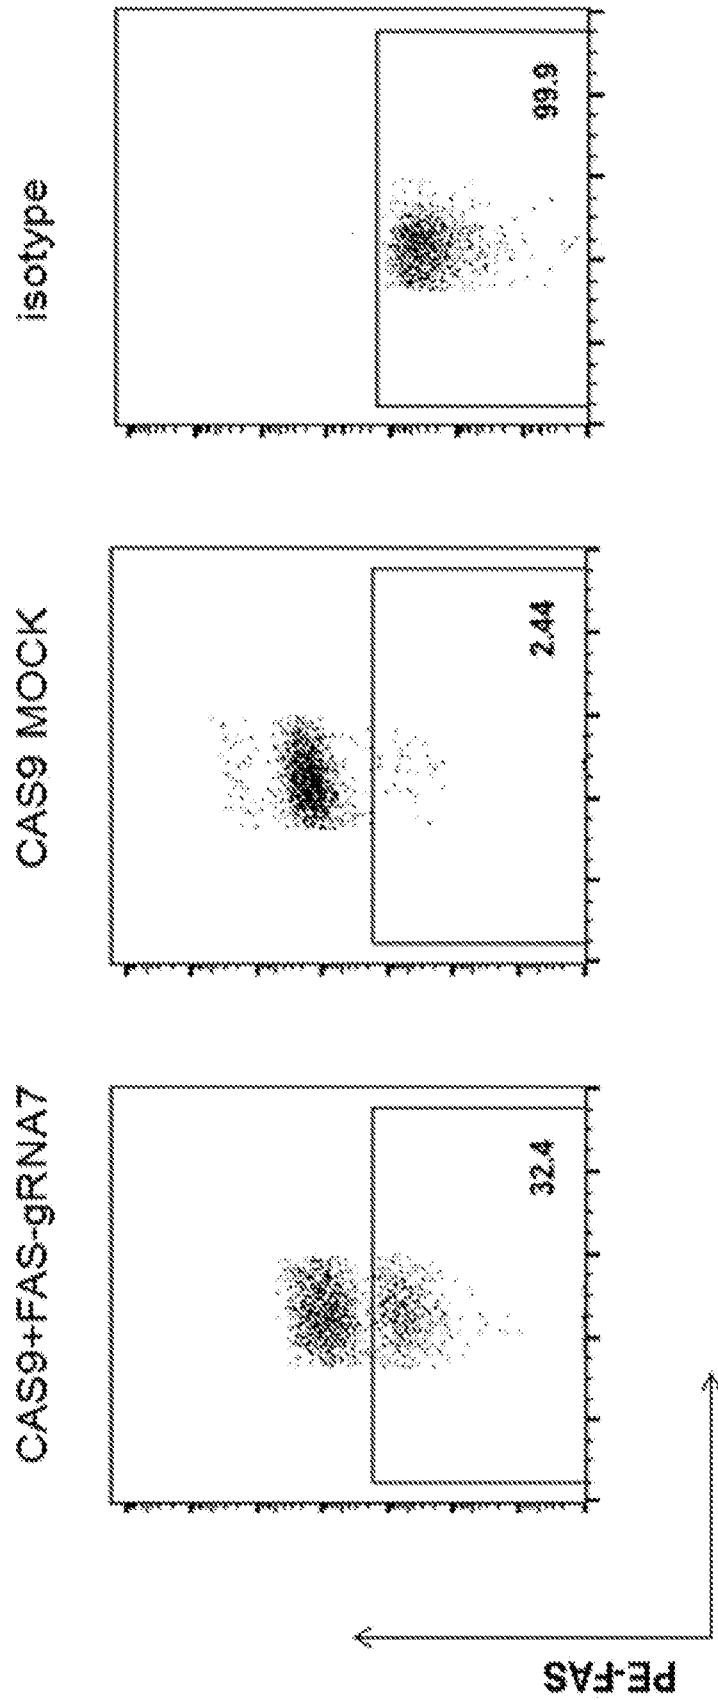 CAS9+FAS-gRNA7
CAS9 MOCK
isotype
32.4
2.44
99.9
PE-FAS